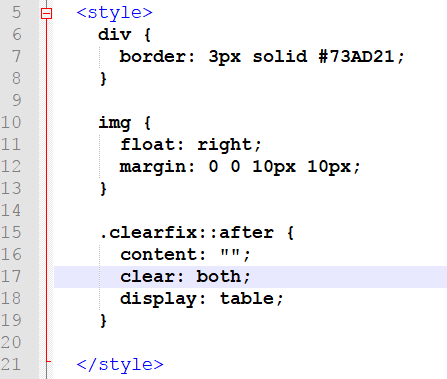 5 <style>
6 div {
7 border: 3px solid #73AD21;
8 }
9
10 img {
11 float: right;
12 margin: 0 0 10px 10px;
13 }
14
15 .clearfix::after {
16 content: "";
17 clear: both;
18 display: table;
19 }
20
21 </style>